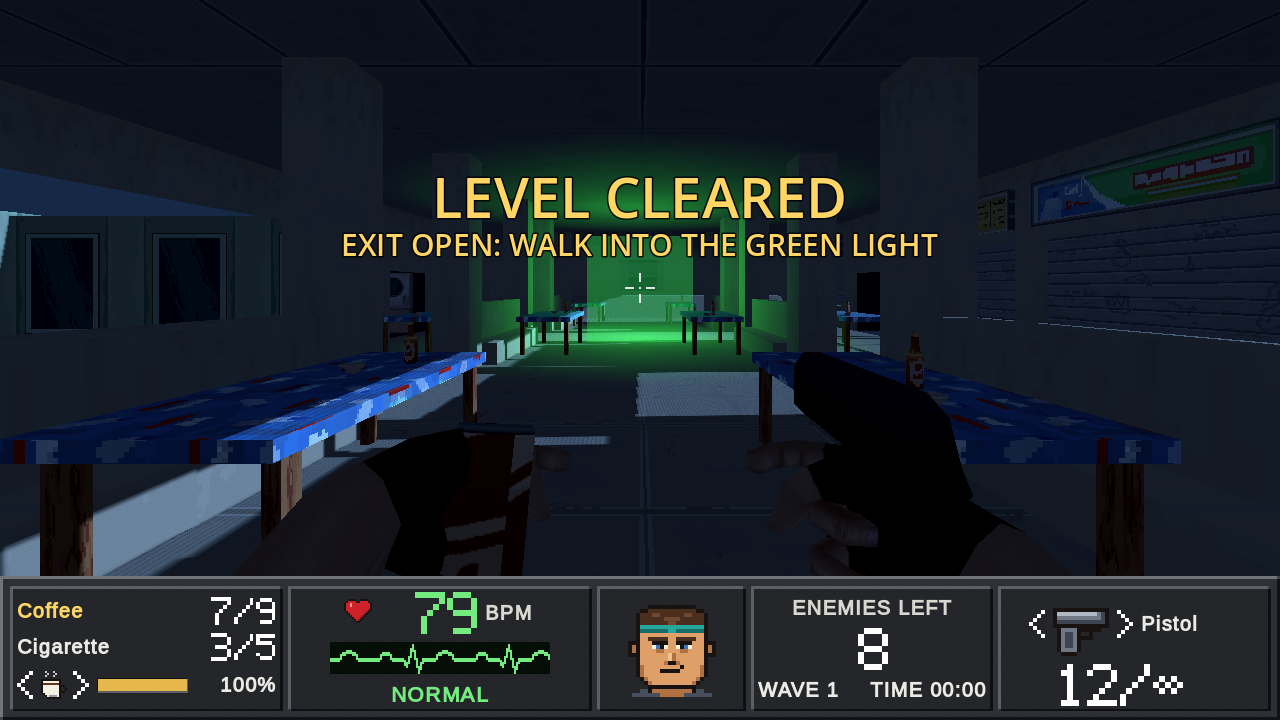 LEVEL CLEARED
EXIT OPEN: WALK INTO THE GREEN LIGHT
Coffee 7/9
Cigarette 3/5
100%
79 BPM
NORMAL
ENEMIES LEFT
8
WAVE 1 TIME 00:00
Pistol
12/∞